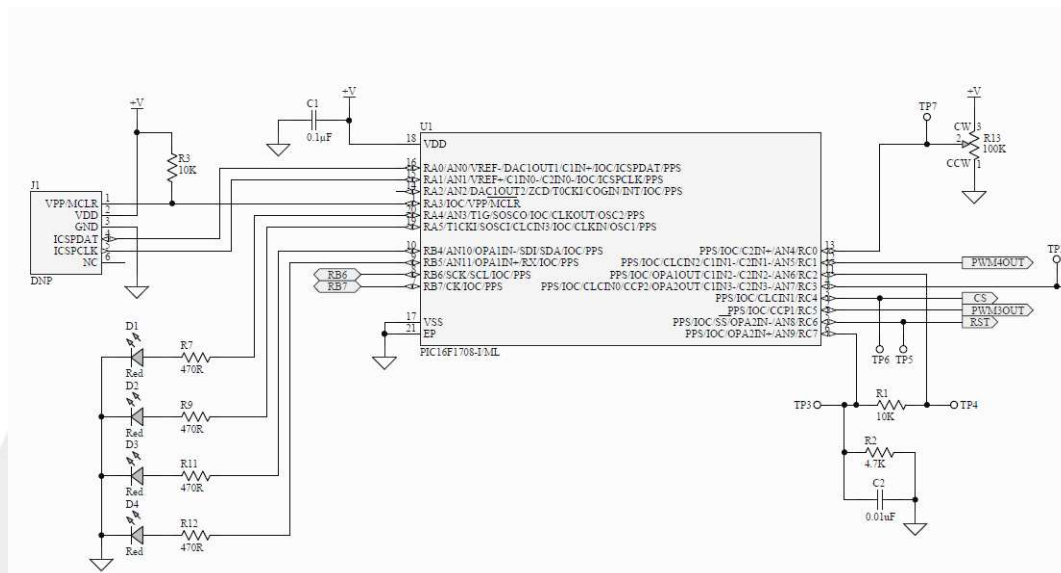 +V
C1
0.1µF
+V
R3
10K
J1
VPP/MCLR 1
VDD 2
GND 3
ICSPDAT 4
ICSPCLK 5
NC 6
DNP
U1
18 VDD
16 RA0/AN0/VREF-/DAC1OUT1/C1IN+/IOC/ICSPDAT/PPS
15 RA1/AN1/VREF+/C1IN0-/C2IN0-/IOC/ICSPCLK/PPS
RA2/AN2/DAC1OUT2/ZCD/T0CKI/COGIN/INT/IOC/PPS
RA3/IOC/VPP/MCLR
20 RA4/AN3/T1G/SOSCO/IOC/CLKOUT/OSC2/PPS
19 RA5/T1CKI/SOSCI/CLCIN3/IOC/CLKIN/OSC1/PPS
10 RB4/AN10/OPA1IN-/SDI/SDA/IOC/PPS
9 RB5/AN11/OPA1IN+/RX/IOC/PPS
RB6 RB6/SCK/SCL/IOC/PPS
RB7 RB7/CK/IOC/PPS
17 VSS
21 EP
PIC16F1708-I/ML
PPS/IOC/C2IN+/AN4/RC0 13
PPS/IOC/CLCIN2/C1IN1-/C2IN1-/AN5/RC1
PPS/IOC/OPA1OUT/C1IN2-/C2IN2-/AN6/RC2
PPS/IOC/CLCIN0/CCP2/OPA2OUT/C1IN3-/C2IN3-/AN7/RC3
PPS/IOC/CLCIN1/RC4
PPS/IOC/CCP1/RC5
PPS/IOC/SS/OPA2IN-/AN8/RC6
PPS/IOC/OPA2IN+/AN9/RC7
+V
TP7
CW 3
2
R13
100K
CCW 1
PWM4OUT
CS
PWM3OUT
RST
TP6
TP5
TP3
R1
10K
TP4
R2
4.7K
C2
0.01uF
D1
Red
R7
470R
D2
Red
R9
470R
D3
Red
R11
470R
D4
Red
R12
470R